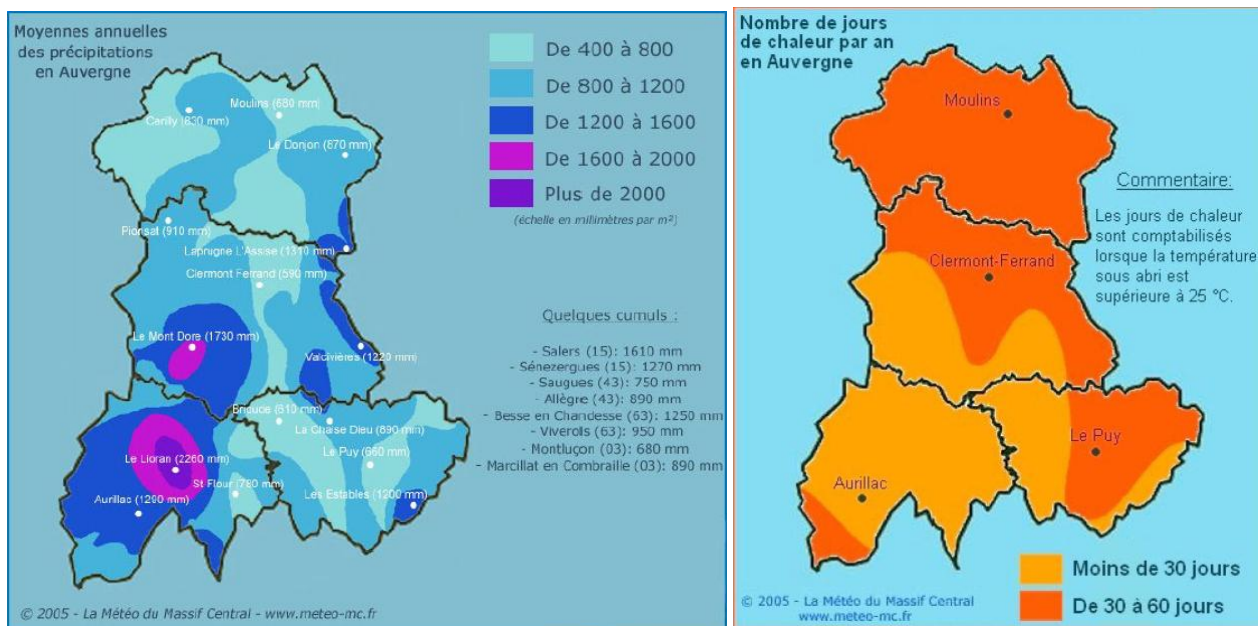 Moyennes annuelles
des précipitations
en Auvergne
De 400 à 800
De 800 à 1200
De 1200 à 1600
De 1600 à 2000
Plus de 2000
(échelle en millimètres par m²)
Moulins (680 mm)
Cerilly (830 mm)
Le Donjon (870 mm)
Pionsat (910 mm)
Laprugne L'Assise (1310 mm)
Clermont Ferrand (590 mm)
Le Mont Dore (1730 mm)
Valcivières (1220 mm)
Brioude (610 mm)
La Chaise Dieu (890 mm)
Le Puy (660 mm)
Le Lioran (2260 mm)
St Flour (780 mm)
Aurillac (1290 mm)
Les Estables (1200 mm)
Quelques cumuls :
- Salers (15): 1610 mm
- Sénezergues (15): 1270 mm
- Saugues (43): 750 mm
- Allègre (43): 890 mm
- Besse en Chandesse (63): 1250 mm
- Viverols (63): 950 mm
- Montluçon (03): 680 mm
- Marcillat en Combraille (03): 890 mm
© 2005 - La Météo du Massif Central - www.meteo-mc.fr
Nombre de jours
de chaleur par an
en Auvergne
Moulins
Clermont-Ferrand
Le Puy
Aurillac
Commentaire:
Les jours de chaleur
sont comptabilisés
lorsque la température
sous abri est
supérieure à 25 °C.
Moins de 30 jours
De 30 à 60 jours
© 2005 - La Météo du Massif Central
www.meteo-mc.fr